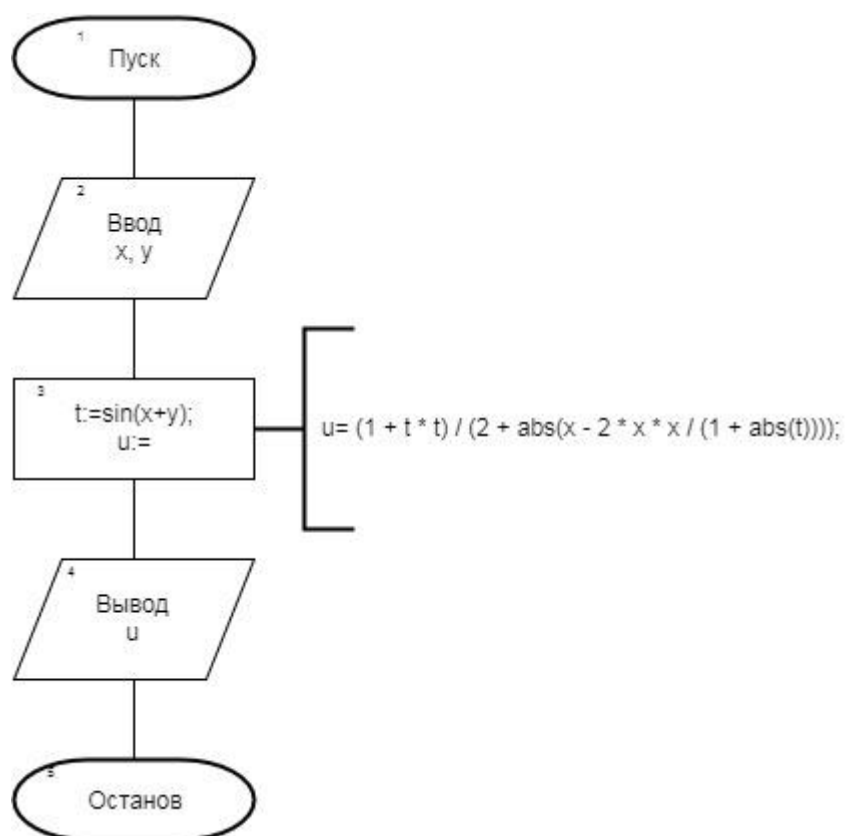 1
Пуск
2
Ввод
x, y
3
t:=sin(x+y);
u:=
u= (1 + t * t) / (2 + abs(x - 2 * x * x / (1 + abs(t))));
4
Вывод
u
5
Останов